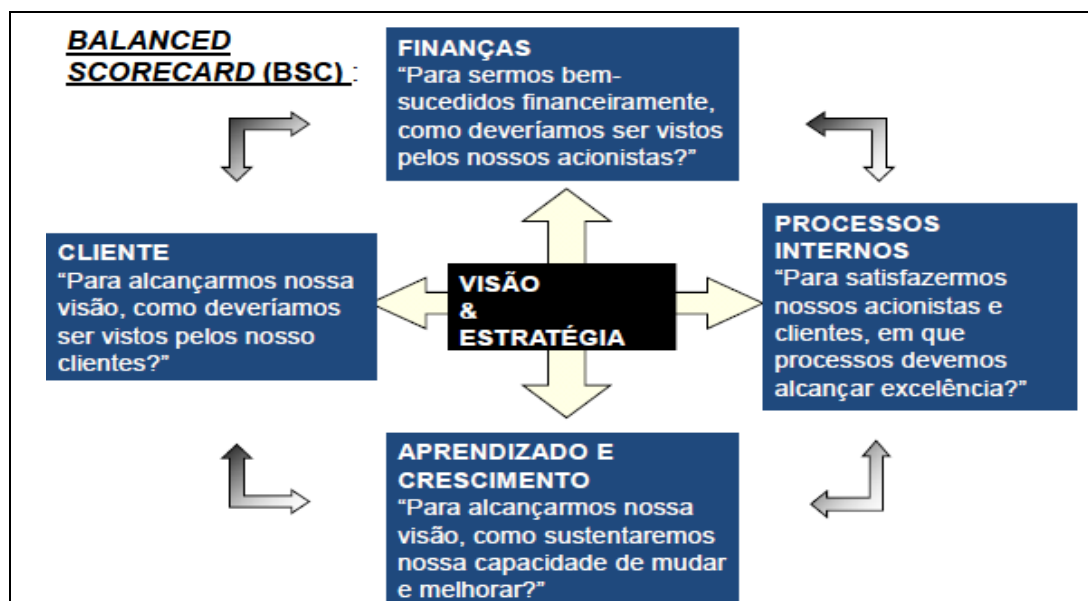 BALANCED
SCORECARD (BSC) :
FINANÇAS
“Para sermos bem-
sucedidos financeiramente,
como deveríamos ser vistos
pelos nossos acionistas?”
CLIENTE
“Para alcançarmos nossa
visão, como deveríamos
ser vistos pelos nosso
clientes?”
VISÃO
&
ESTRATÉGIA
PROCESSOS
INTERNOS
“Para satisfazermos
nossos acionistas e
clientes, em que
processos devemos
alcançar excelência?”
APRENDIZADO E
CRESCIMENTO
“Para alcançarmos nossa
visão, como sustentaremos
nossa capacidade de mudar
e melhorar?”